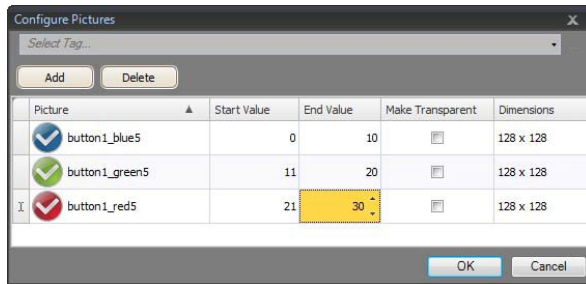 Configure Pictures
Select Tag...
Add Delete
Picture Start Value End Value Make Transparent Dimensions
button1_blue5 0 10 128 x 128
button1_green5 11 20 128 x 128
button1_red5 21 30 128 x 128
OK Cancel